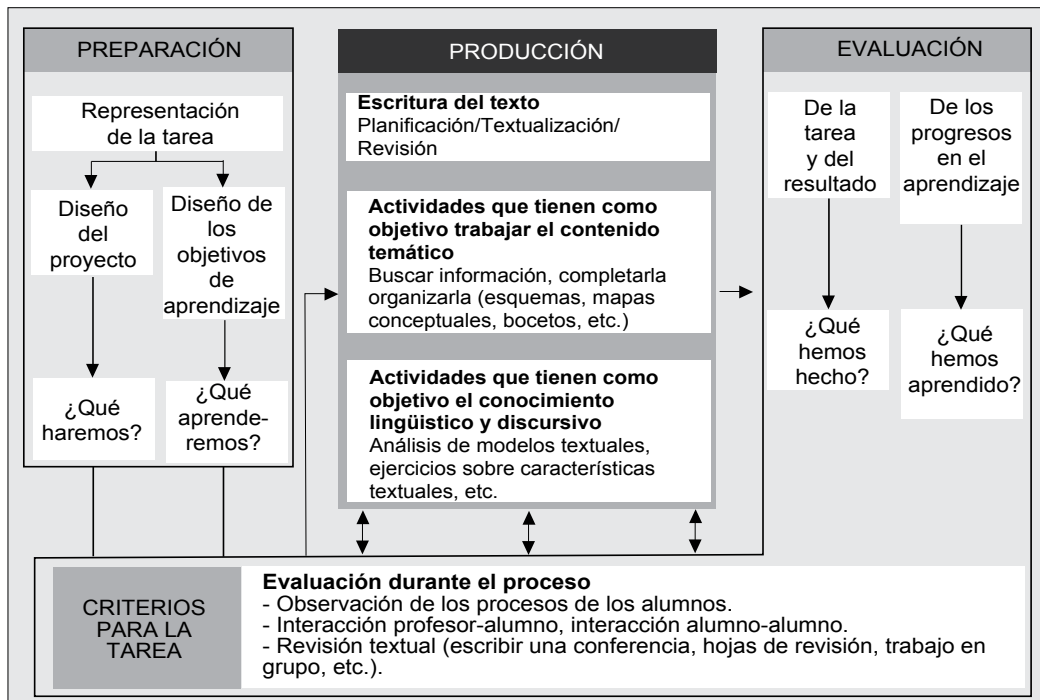 PREPARACIÓN
Representación
de la tarea
Diseño
del
proyecto
Diseño de
los
objetivos
de
aprendizaje
¿Qué
haremos?
¿Qué
aprende-
remos?
PRODUCCIÓN
Escritura del texto
Planificación/Textualización/
Revisión
Actividades que tienen como
objetivo trabajar el contenido
temático
Buscar información, completarla
organizarla (esquemas, mapas
conceptuales, bocetos, etc.)
Actividades que tienen como
objetivo el conocimiento
lingüistico y discursivo
Análisis de modelos textuales,
ejercicios sobre características
textuales, etc.
EVALUACIÓN
De la
tarea
y del
resultado
De los
progresos
en el
aprendizaje
¿Qué
hemos
hecho?
¿Qué
hemos
aprendido?
CRITERIOS
PARA LA
TAREA
Evaluación durante el proceso
- Observación de los procesos de los alumnos.
- Interacción profesor-alumno, interacción alumno-alumno.
- Revisión textual (escribir una conferencia, hojas de revisión, trabajo en
grupo, etc.).